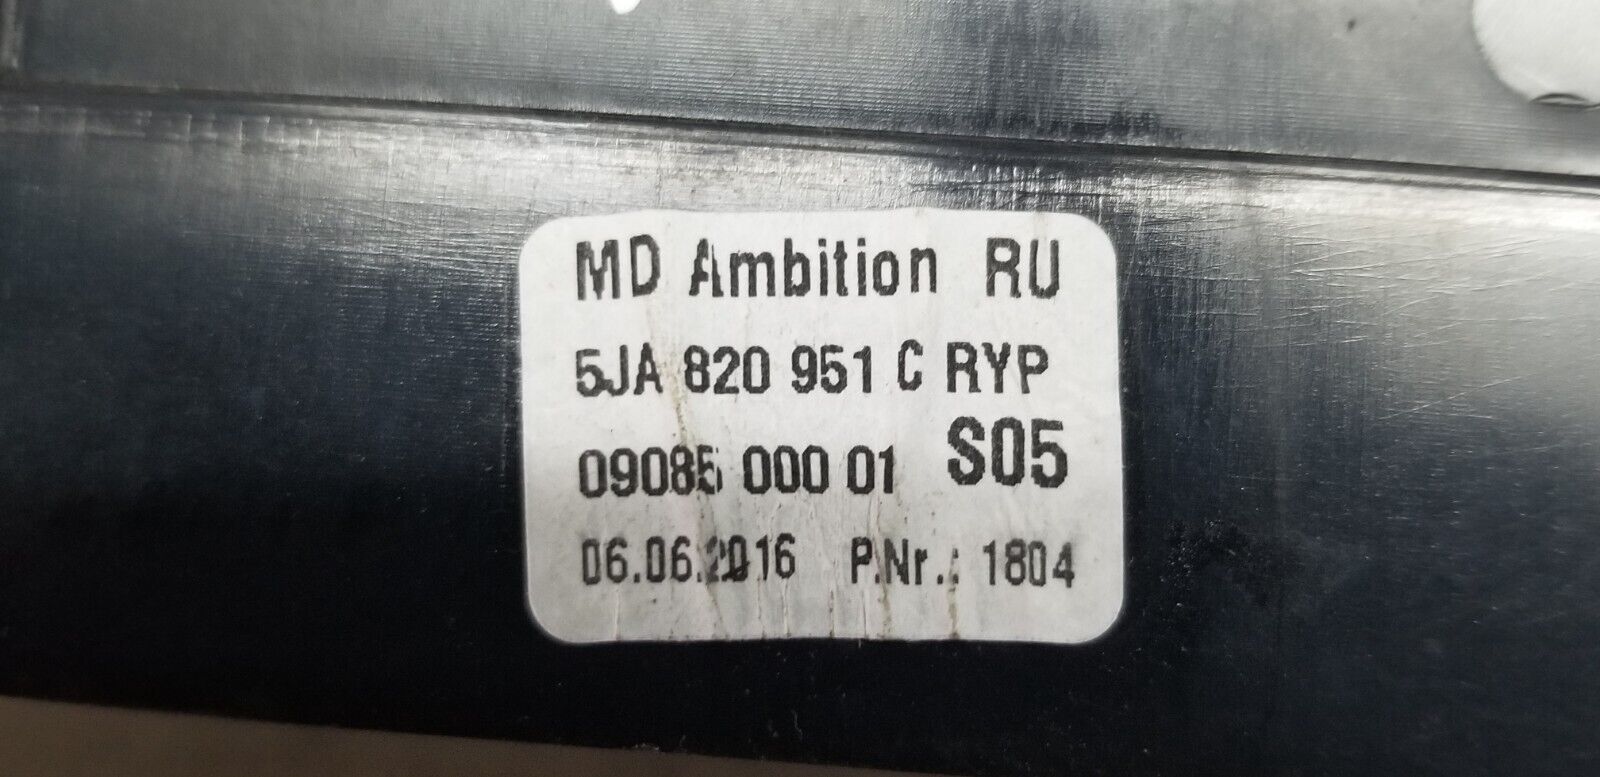 MD Ambition RU
5JA 820 951 C RYP
09085 000 01 S05
06.06.2016 P.Nr.: 1804